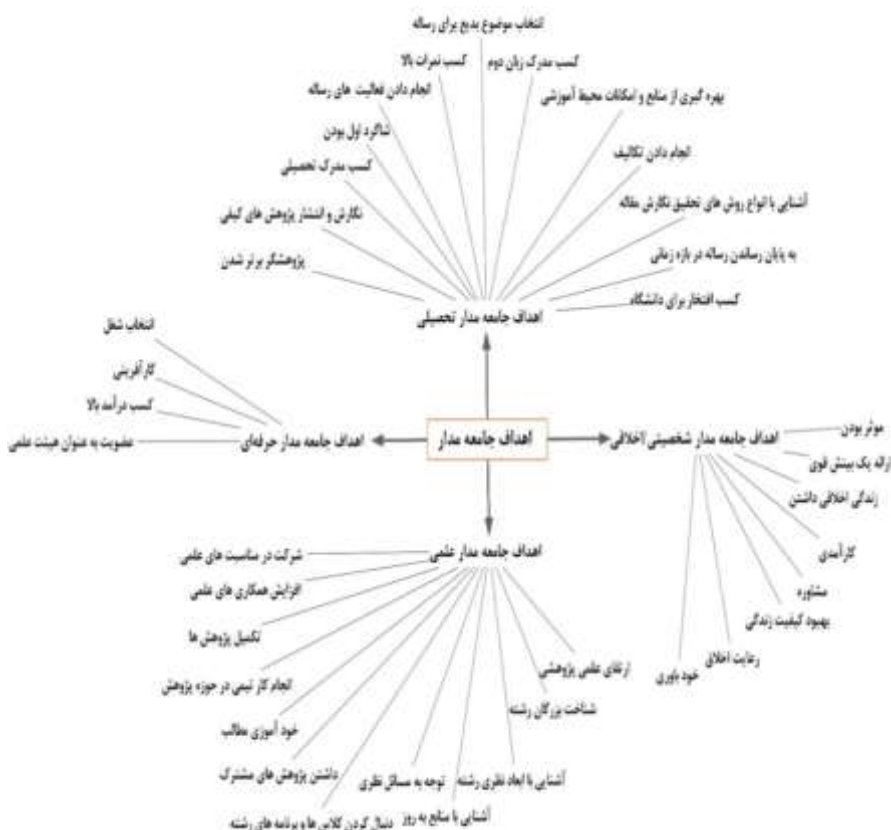 انتخاب موضوع بدیع برای رساله
کسب مدرک زبان دوم
کسب نمرات بالا
بهره گیری از منابع و امکانات محیط آموزشی
انجام دادن فعالیت های رساله
شاگرد اول بودن
انجام دادن تکالیف
کسب مدرک تحصیلی
آشنایی با انواع روش های تحقیق نگارش مقاله
نگارش و انتشار پژوهش های کیفی
به پایان رساندن رساله در بازه زمانی
پژوهشگر برتر شدن
کسب افتخار برای دانشگاه
اهداف جامعه مدار تحصیلی
انتخاب شغل
کارآفرینی
کسب درآمد بالا
عضویت به عنوان هیئت علمی
اهداف جامعه مدار حرفه‌ای
اهداف جامعه مدار
اهداف جامعه مدار شخصیتی اخلاقی
موثر بودن
ارائه یک بینش قوی
زندگی اخلاقی داشتن
کارآمدی
مشاوره
بهبود کیفیت زندگی
رعایت اخلاق
خود باوری
اهداف جامعه مدار علمی
شرکت در مناسبت های علمی
افزایش همکاری های علمی
تکمیل پژوهش ها
انجام کار تیمی در حوزه پژوهش
خود آموزی مطالب
داشتن پژوهش های مشترک
دنبال کردن کلاس ها و برنامه های رشته
توجه به مسائل نظری
آشنایی با منابع به روز
آشنایی با ابعاد نظری رشته
شناخت بزرگان رشته
ارتقای علمی پژوهشی